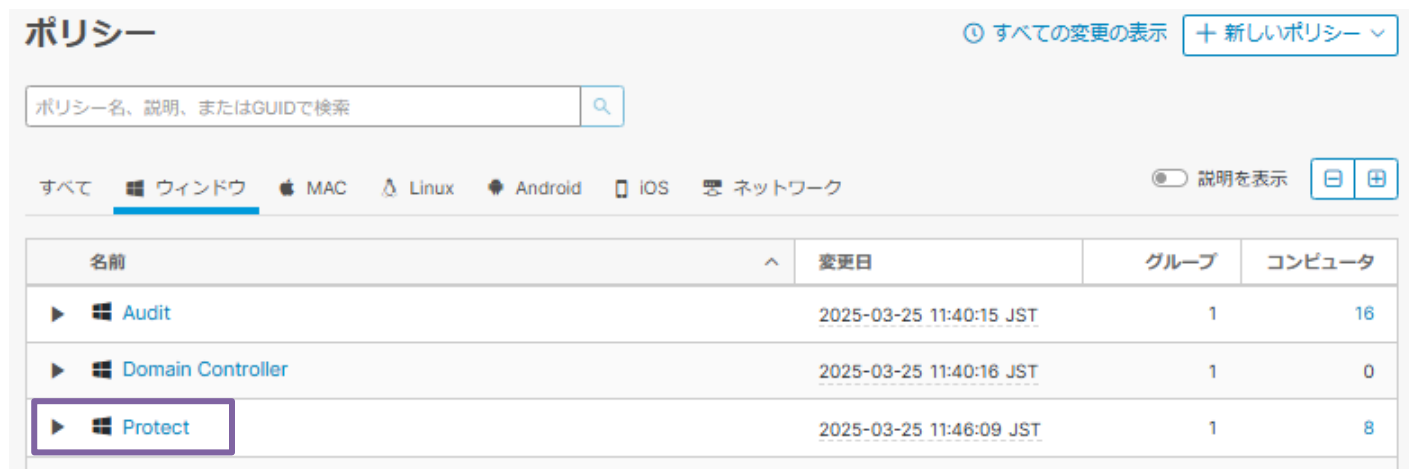 ポリシー
すべての変更の表示
新しいポリシー
ポリシー名、説明、またはGUIDで検索
すべて ウィンドウ MAC Linux Android iOS ネットワーク 説明を表示
名前 変更日 グループ コンピュータ
Audit 2025-03-25 11:40:15 JST 1 16
Domain Controller 2025-03-25 11:40:16 JST 1 0
Protect 2025-03-25 11:46:09 JST 1 8